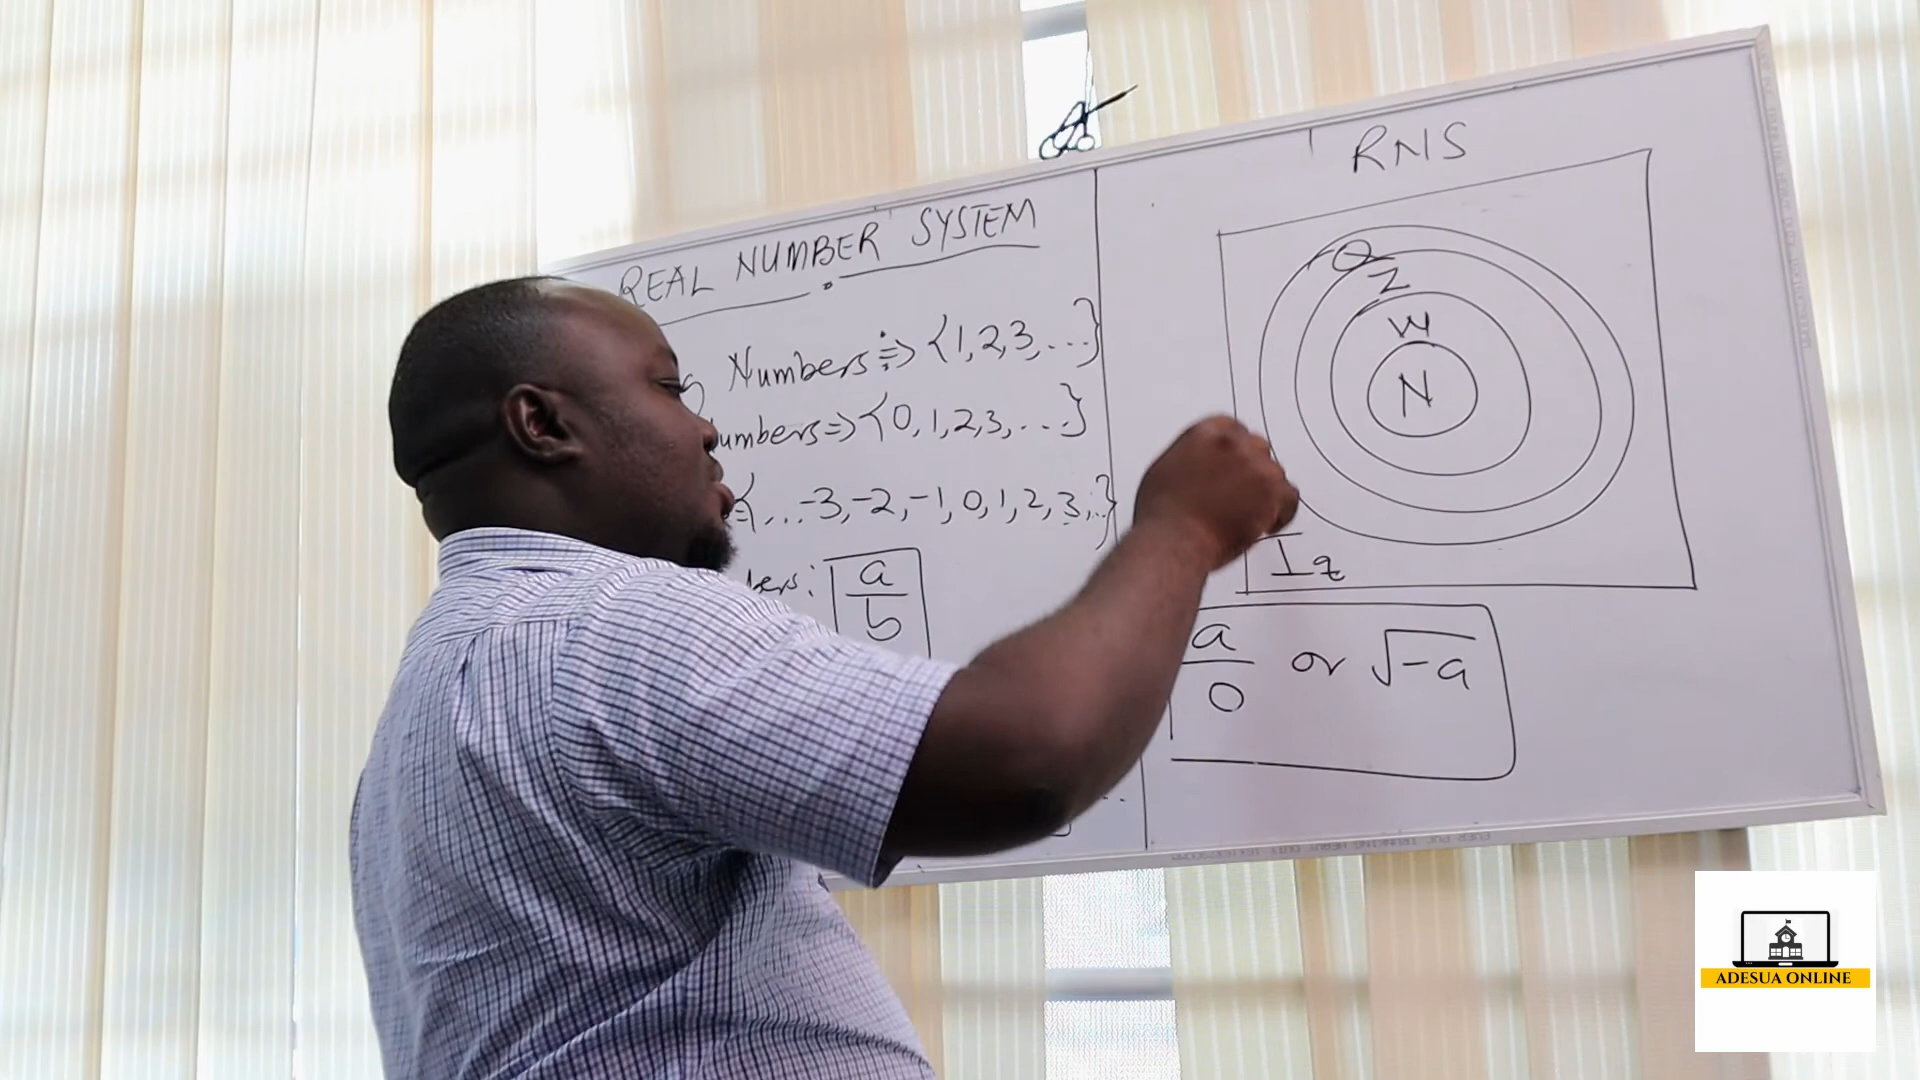 REAL NUMBER SYSTEM
Numbers => {1,2,3,...}
umbers => {0,1,2,3,...}
{...-3,-2,-1,0,1,2,3,..}
bers:
a
b
RNS
Q
Z
W
N
Iq
a
0
or √-a
ADESUA ONLINE